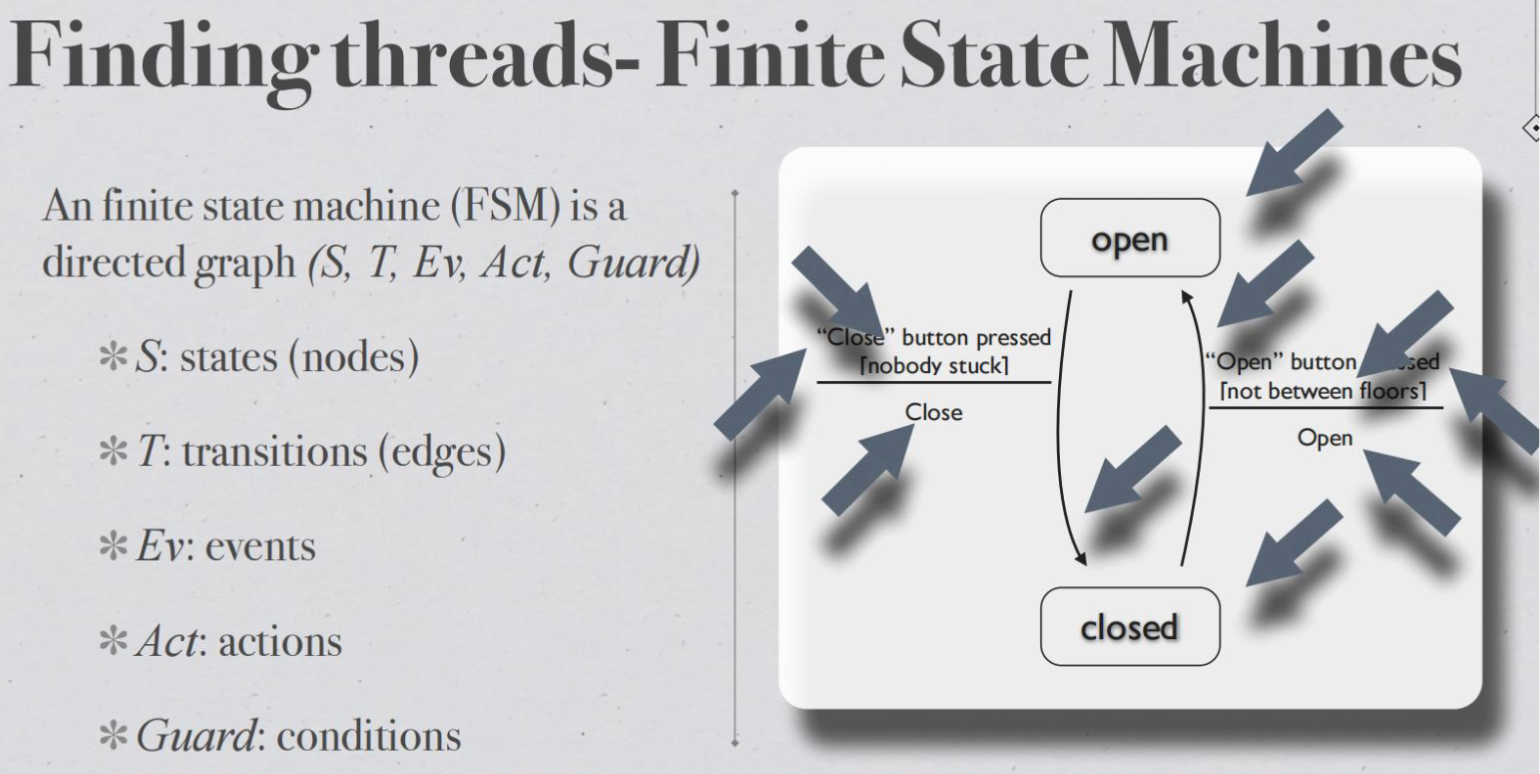 Finding threads- Finite State Machines
An finite state machine (FSM) is a
directed graph (S, T, Ev, Act, Guard)
✻ S: states (nodes)
✻ T: transitions (edges)
✻ Ev: events
✻ Act: actions
✻ Guard: conditions
open
“Close” button pressed
[nobody stuck]
Close
“Open” button
[not between floors]
Open
closed